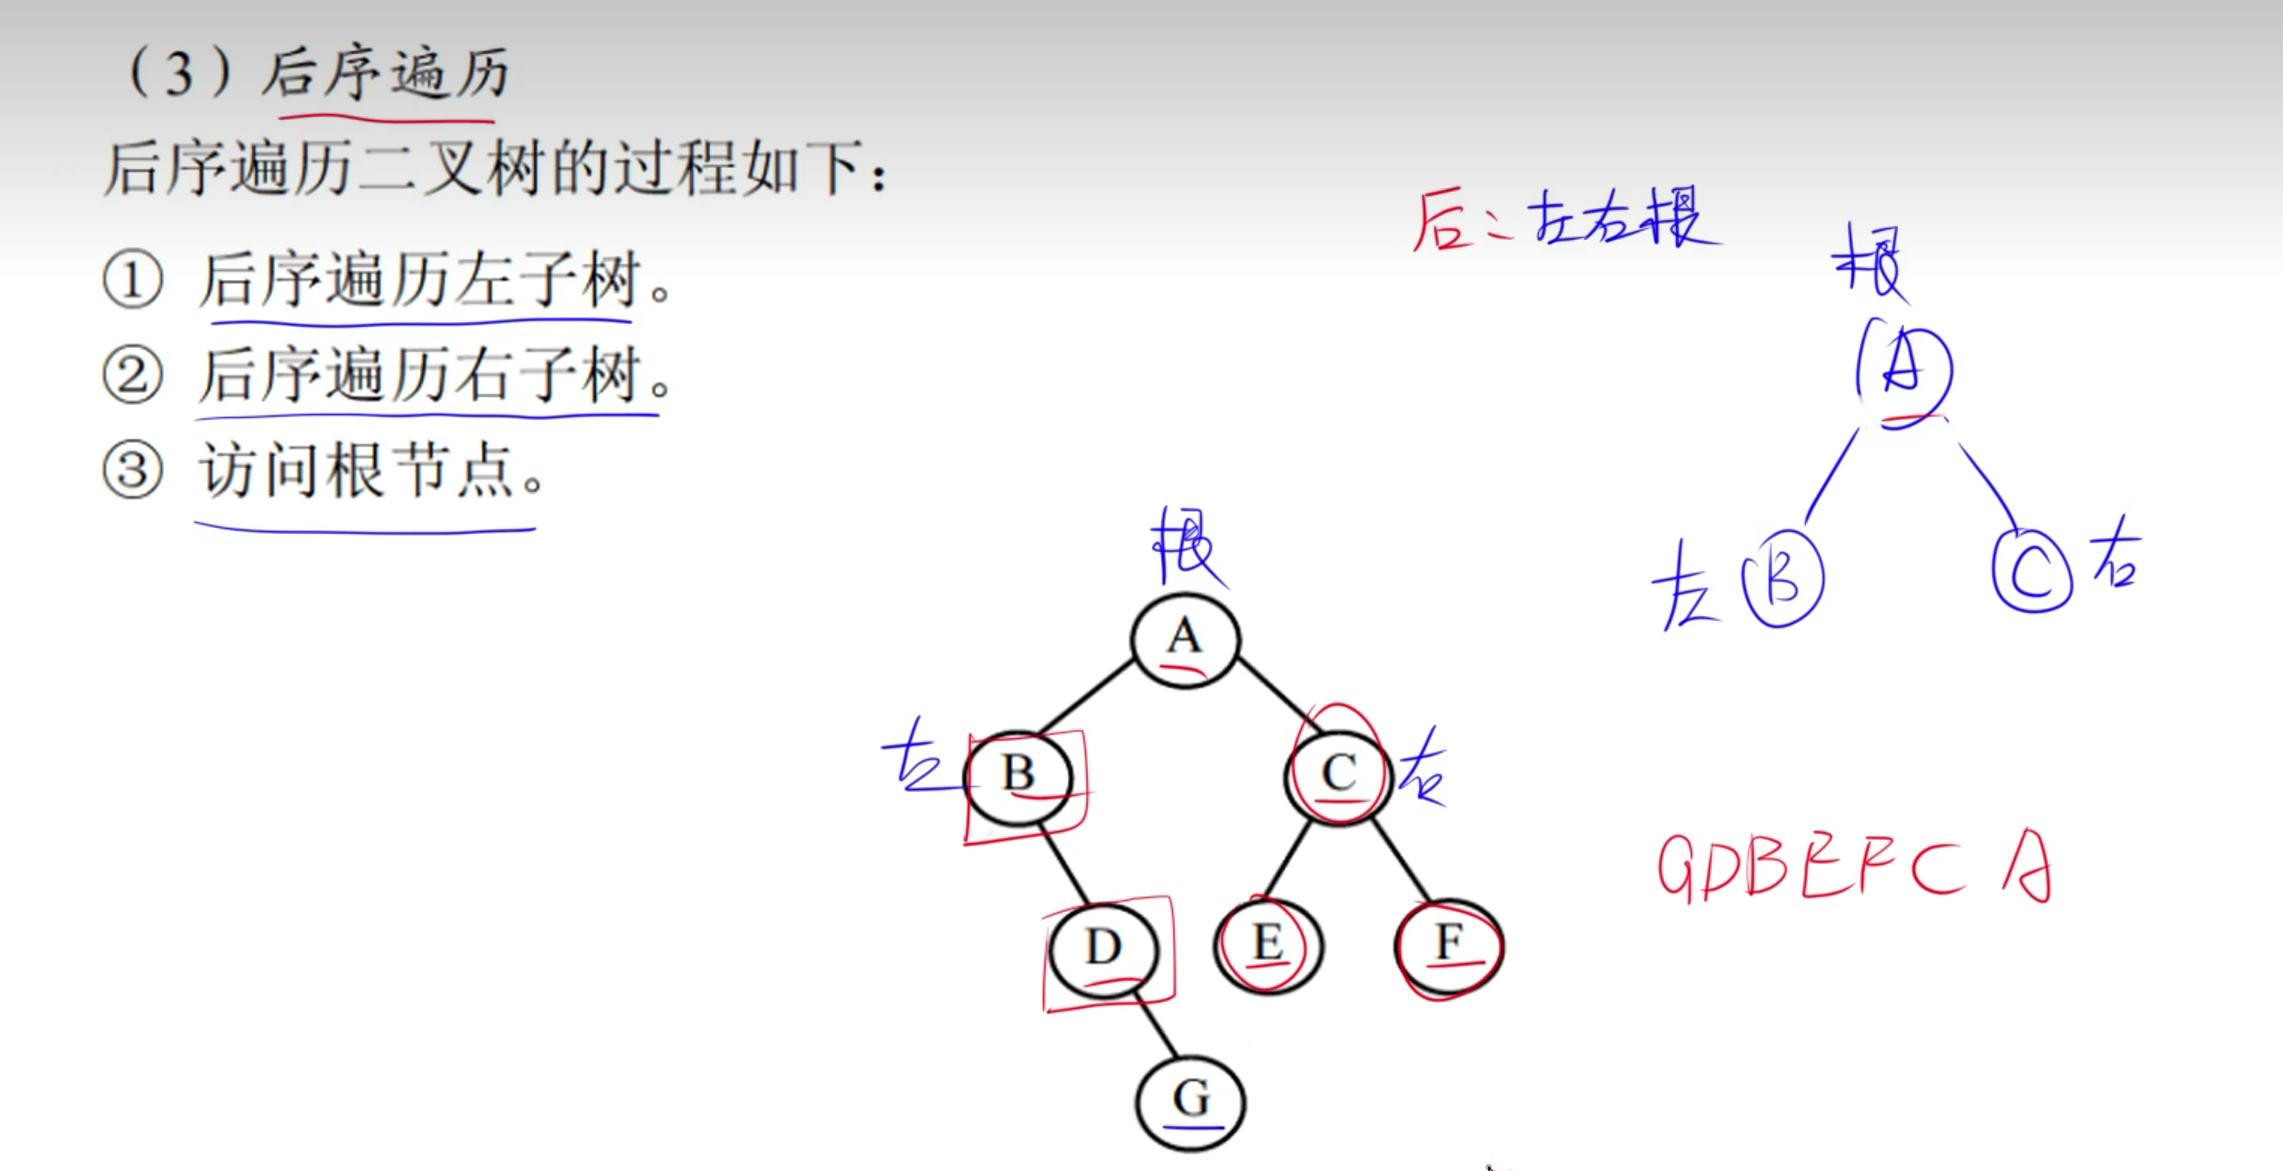 （3）后序遍历
后序遍历二叉树的过程如下：
① 后序遍历左子树。
② 后序遍历右子树。
③ 访问根节点。
后：左右根
根
A
左 B C 右
根
A
左 B C 右
D E F
G
GDBEFC A